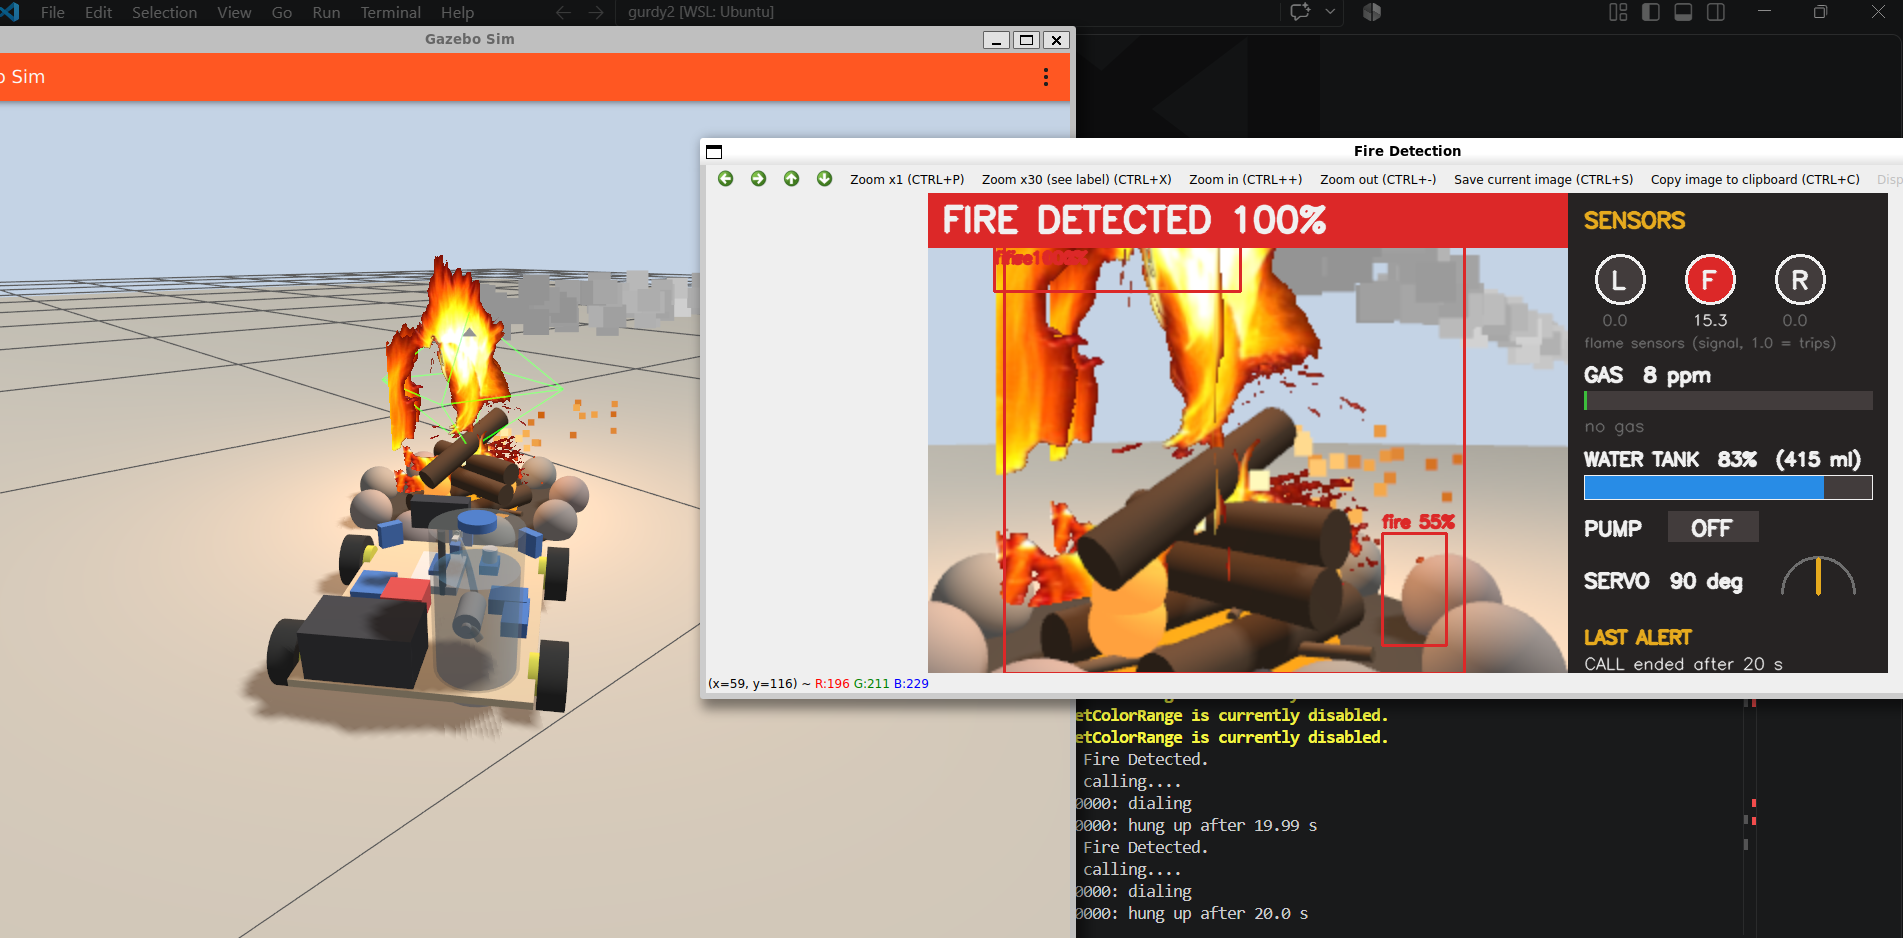 File Edit Selection View Go Run Terminal Help
gurdy2 [WSL: Ubuntu]
Gazebo Sim
o Sim
Fire Detection
Zoom x1 (CTRL+P) Zoom x30 (see label) (CTRL+X) Zoom in (CTRL++) Zoom out (CTRL+-) Save current image (CTRL+S) Copy image to clipboard (CTRL+C) Disp
FIRE DETECTED 100%
fire 55%
SENSORS
L F R
0.0 15.3 0.0
flame sensors (signal, 1.0 = trips)
GAS 8 ppm
no gas
WATER TANK 83% (415 ml)
PUMP OFF
SERVO 90 deg
LAST ALERT
CALL ended after 20 s
(x=59, y=116) ~ R:196 G:211 B:229
etColorRange is currently disabled.
etColorRange is currently disabled.
Fire Detected.
calling....
0000: dialing
0000: hung up after 19.99 s
Fire Detected.
calling....
0000: dialing
0000: hung up after 20.0 s